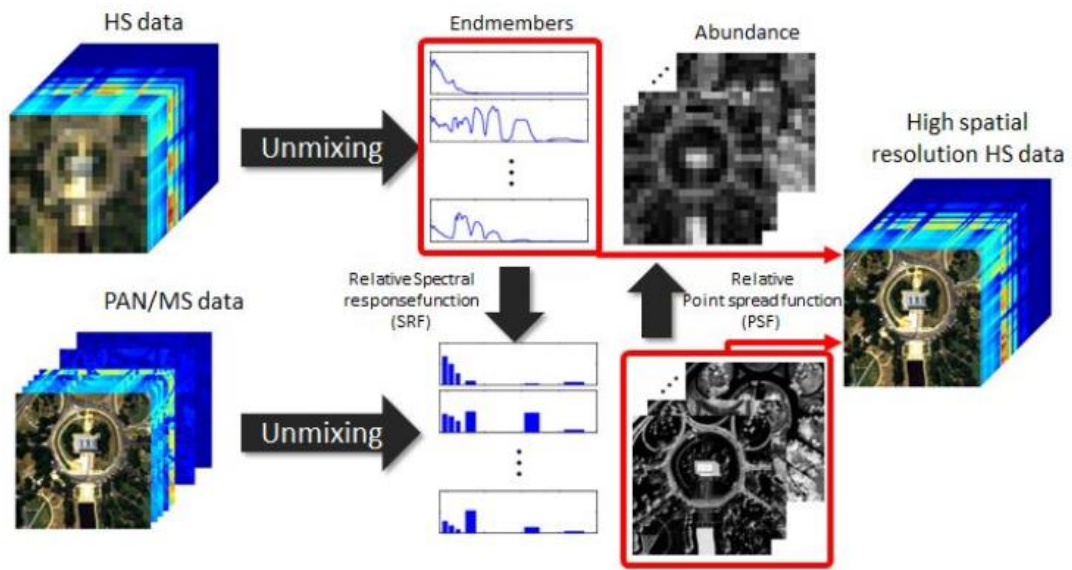 HS data
Endmembers
Abundance
Unmixing
High spatial
resolution HS data
Relative Spectral
responsefunction
(SRF)
Relative
Point spread function
(PSF)
PAN/MS data
Unmixing